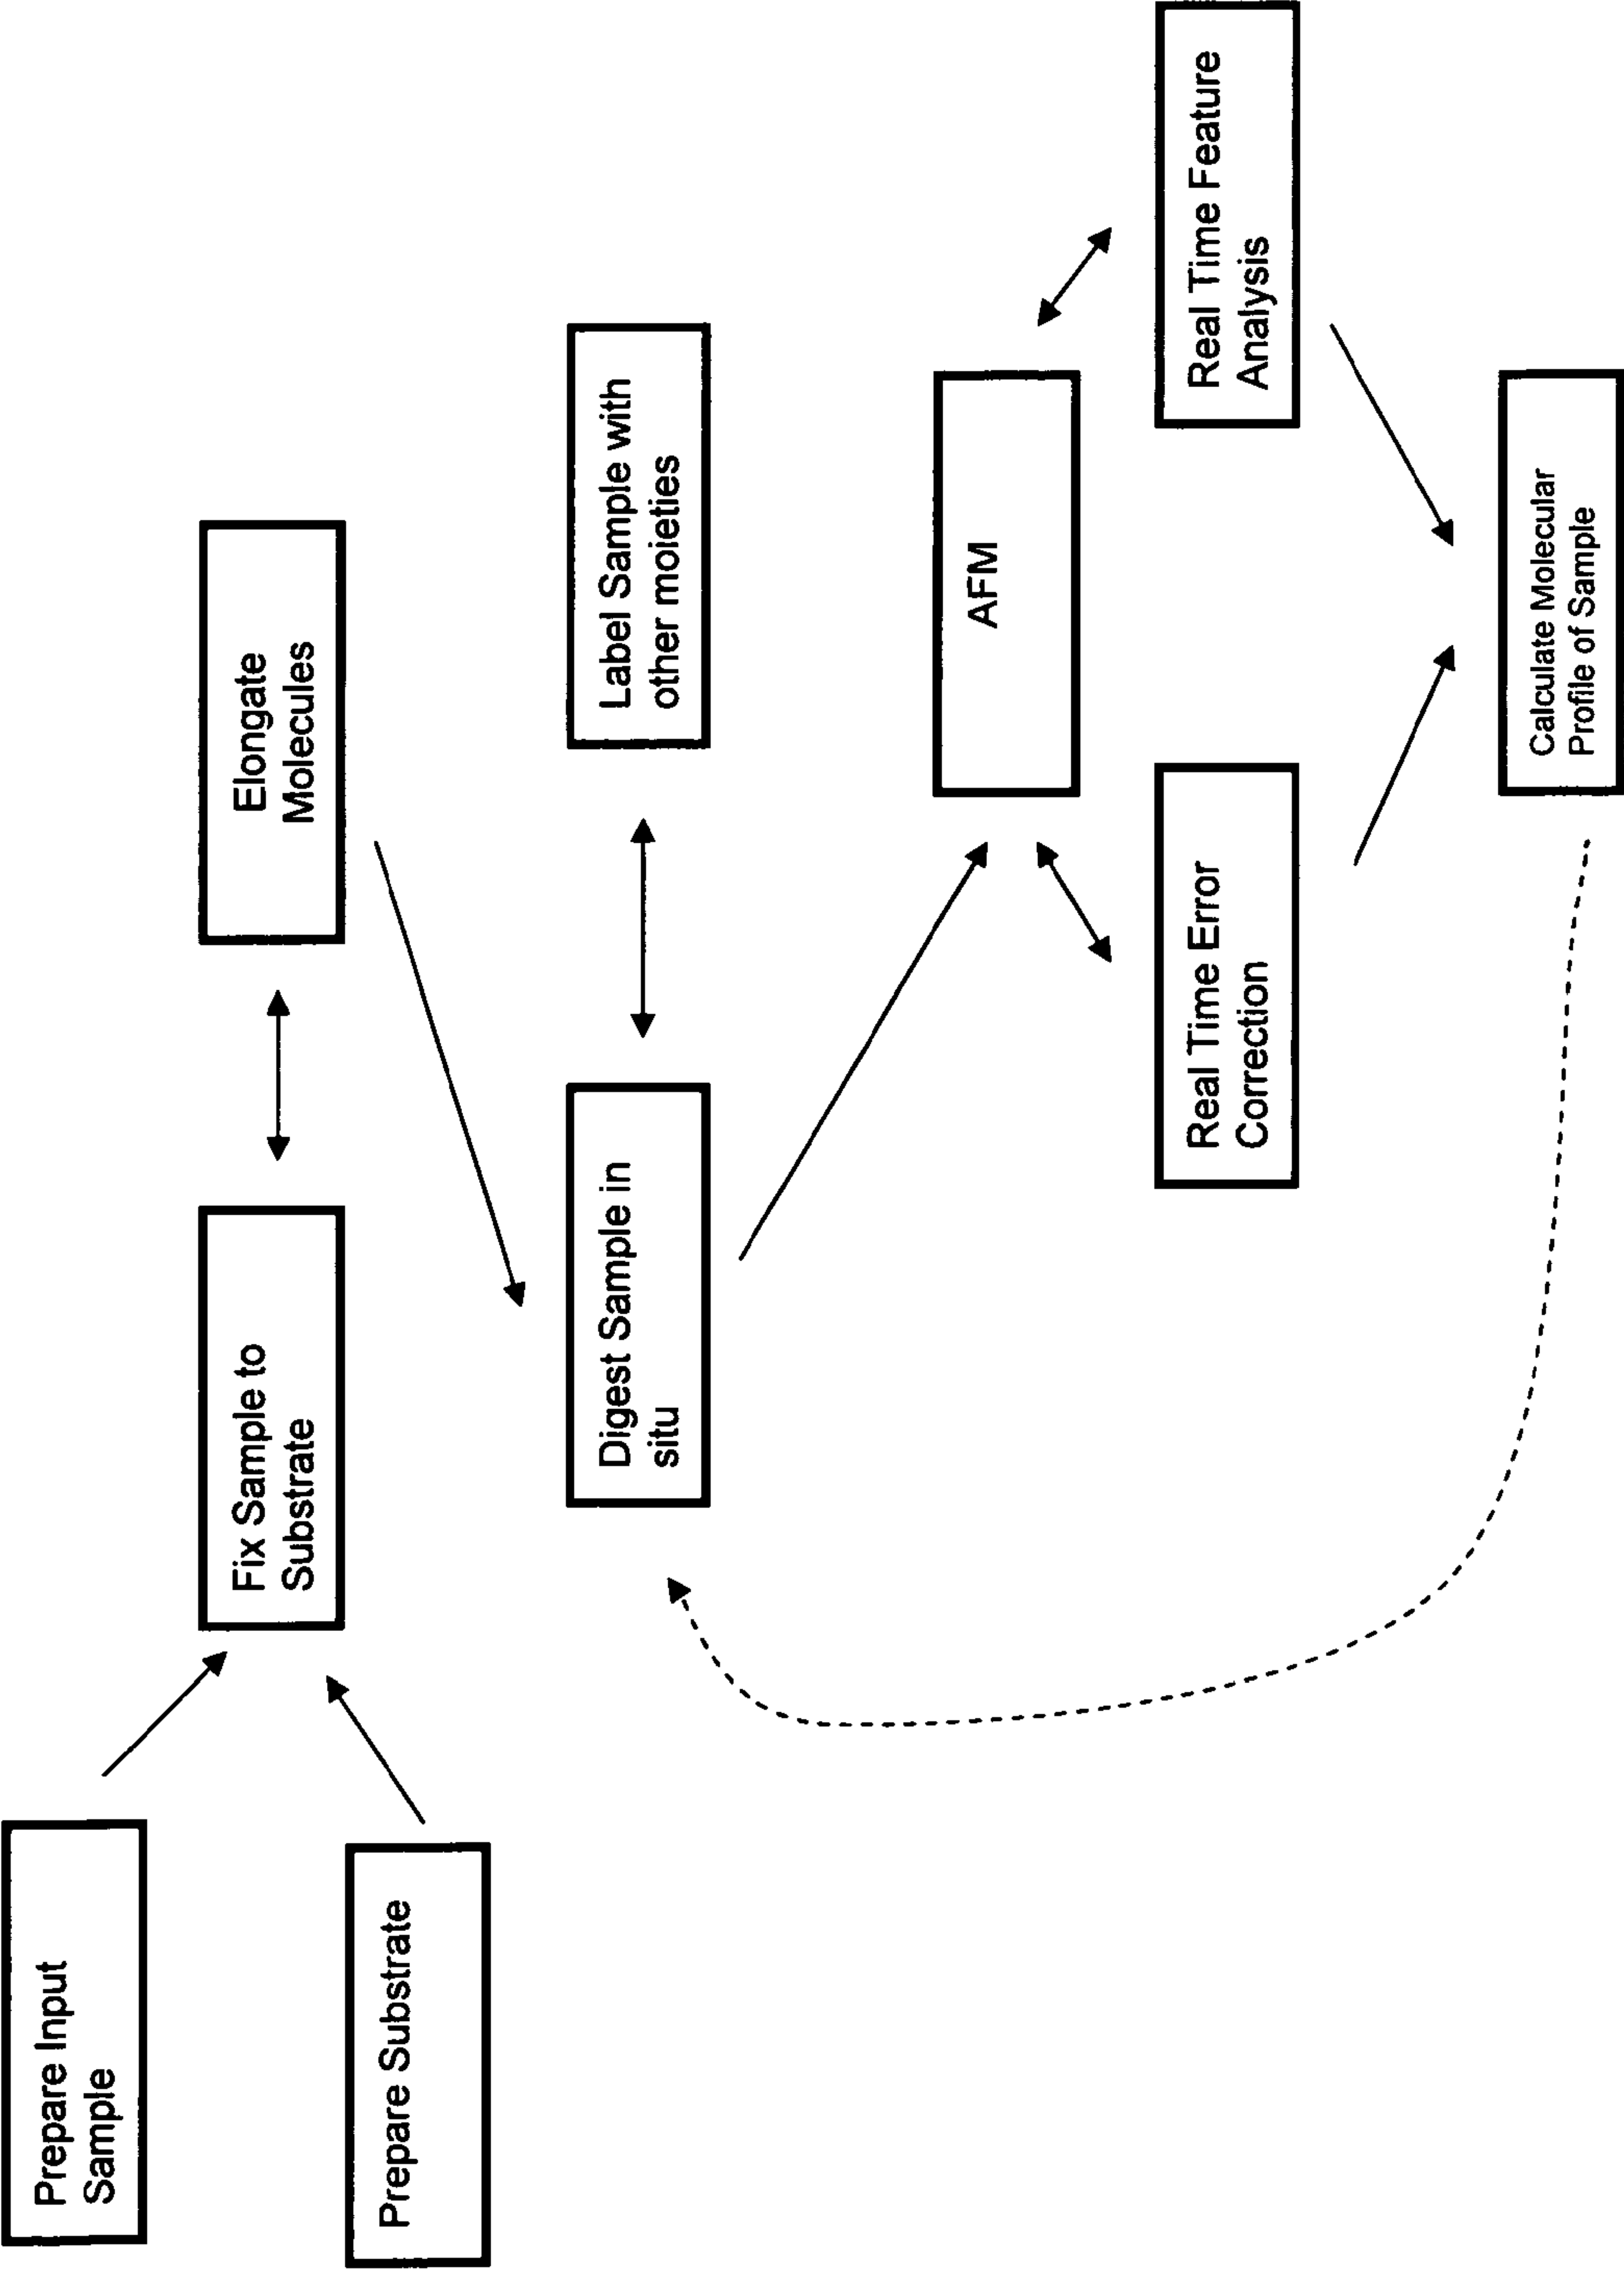 Prepare Input
Sample
Prepare Substrate
Fix Sample to
Substrate
Elongate
Molecules
Digest Sample in
situ
Label Sample with
other moieties
AFM
Real Time Error
Correction
Real Time Feature
Analysis
Calculate Molecular
Profile of Sample